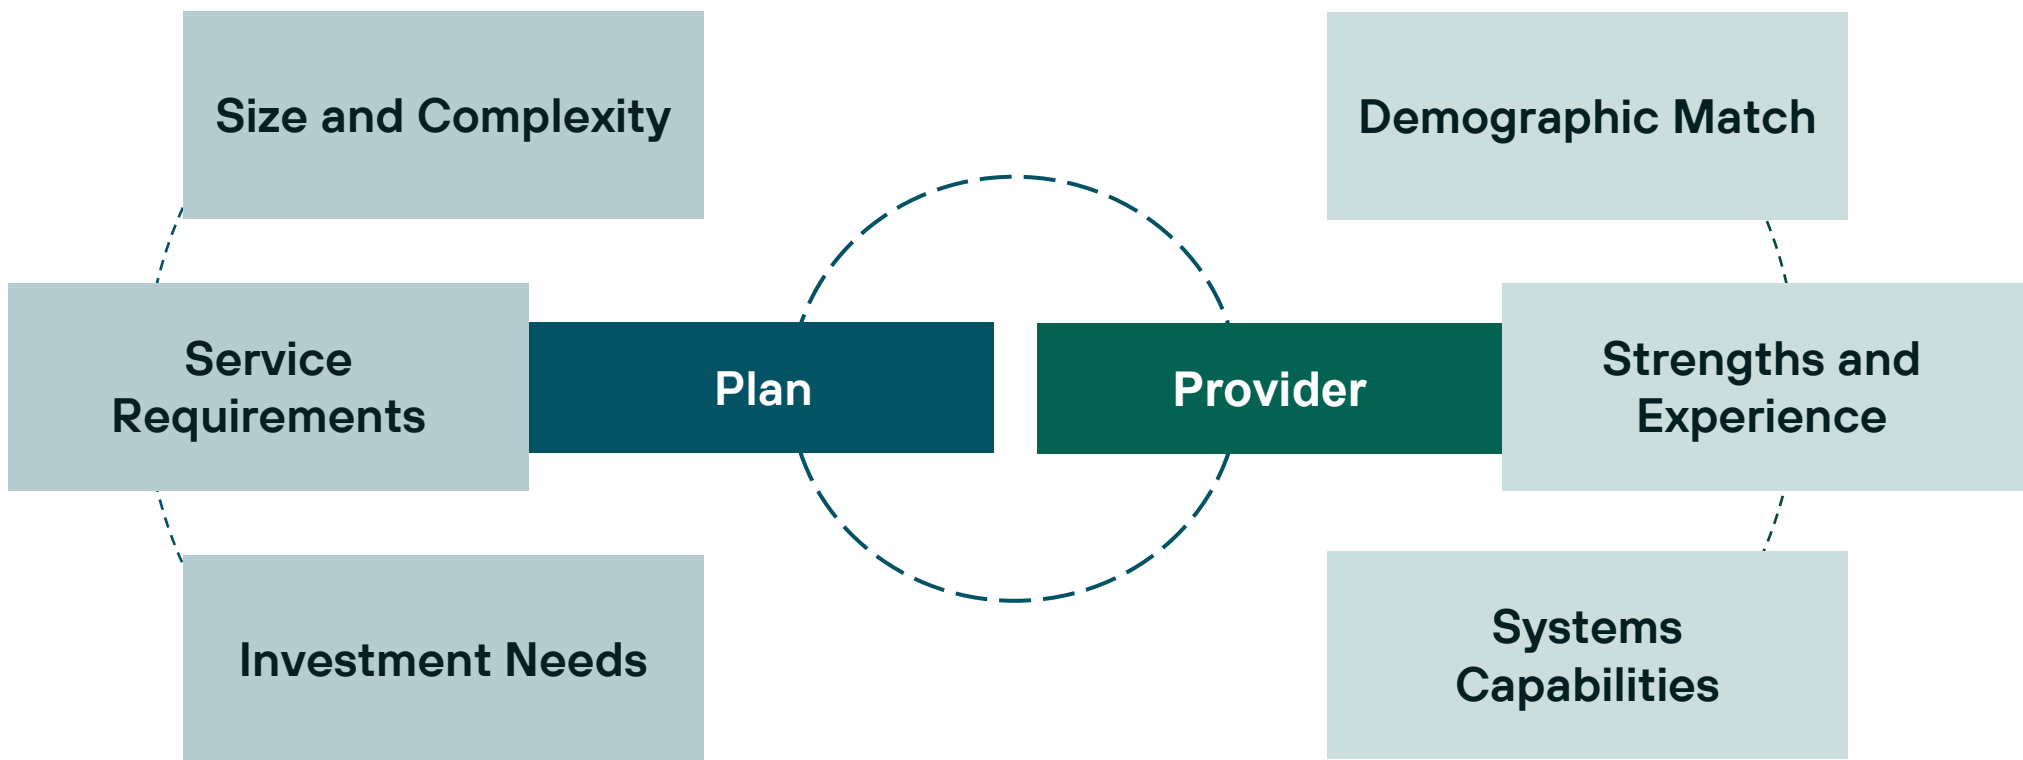 Size and Complexity
Service
Requirements
Investment Needs
Plan
Provider
Demographic Match
Strengths and
Experience
Systems
Capabilities